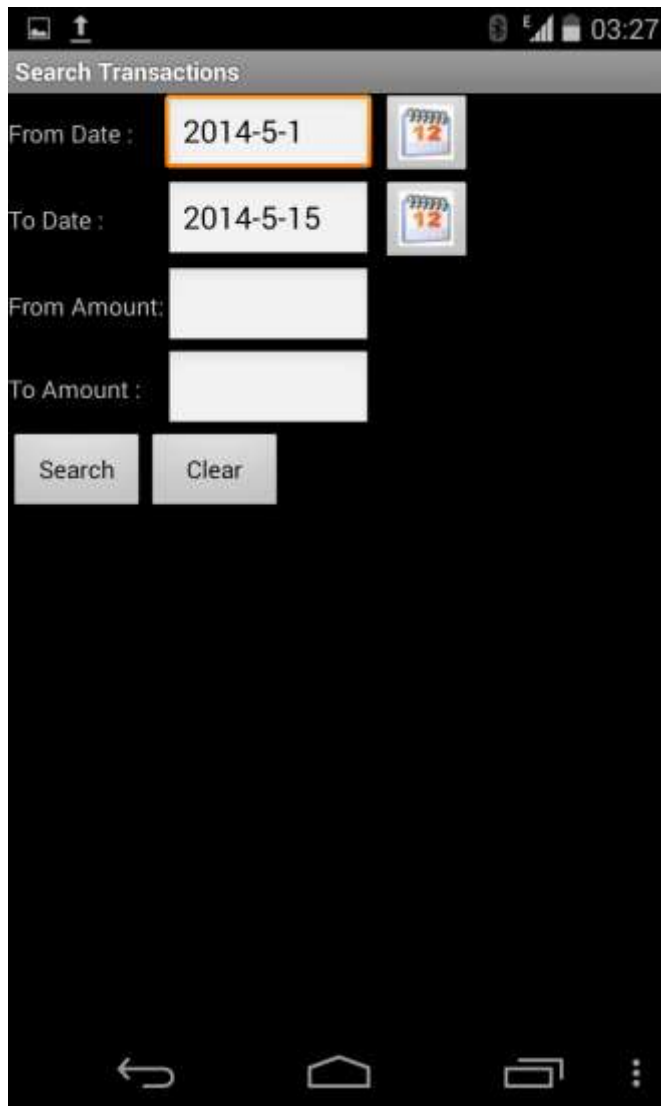 E 03:27
Search Transactions
From Date : 2014-5-1 12
To Date : 2014-5-15 12
From Amount:
To Amount :
Search Clear